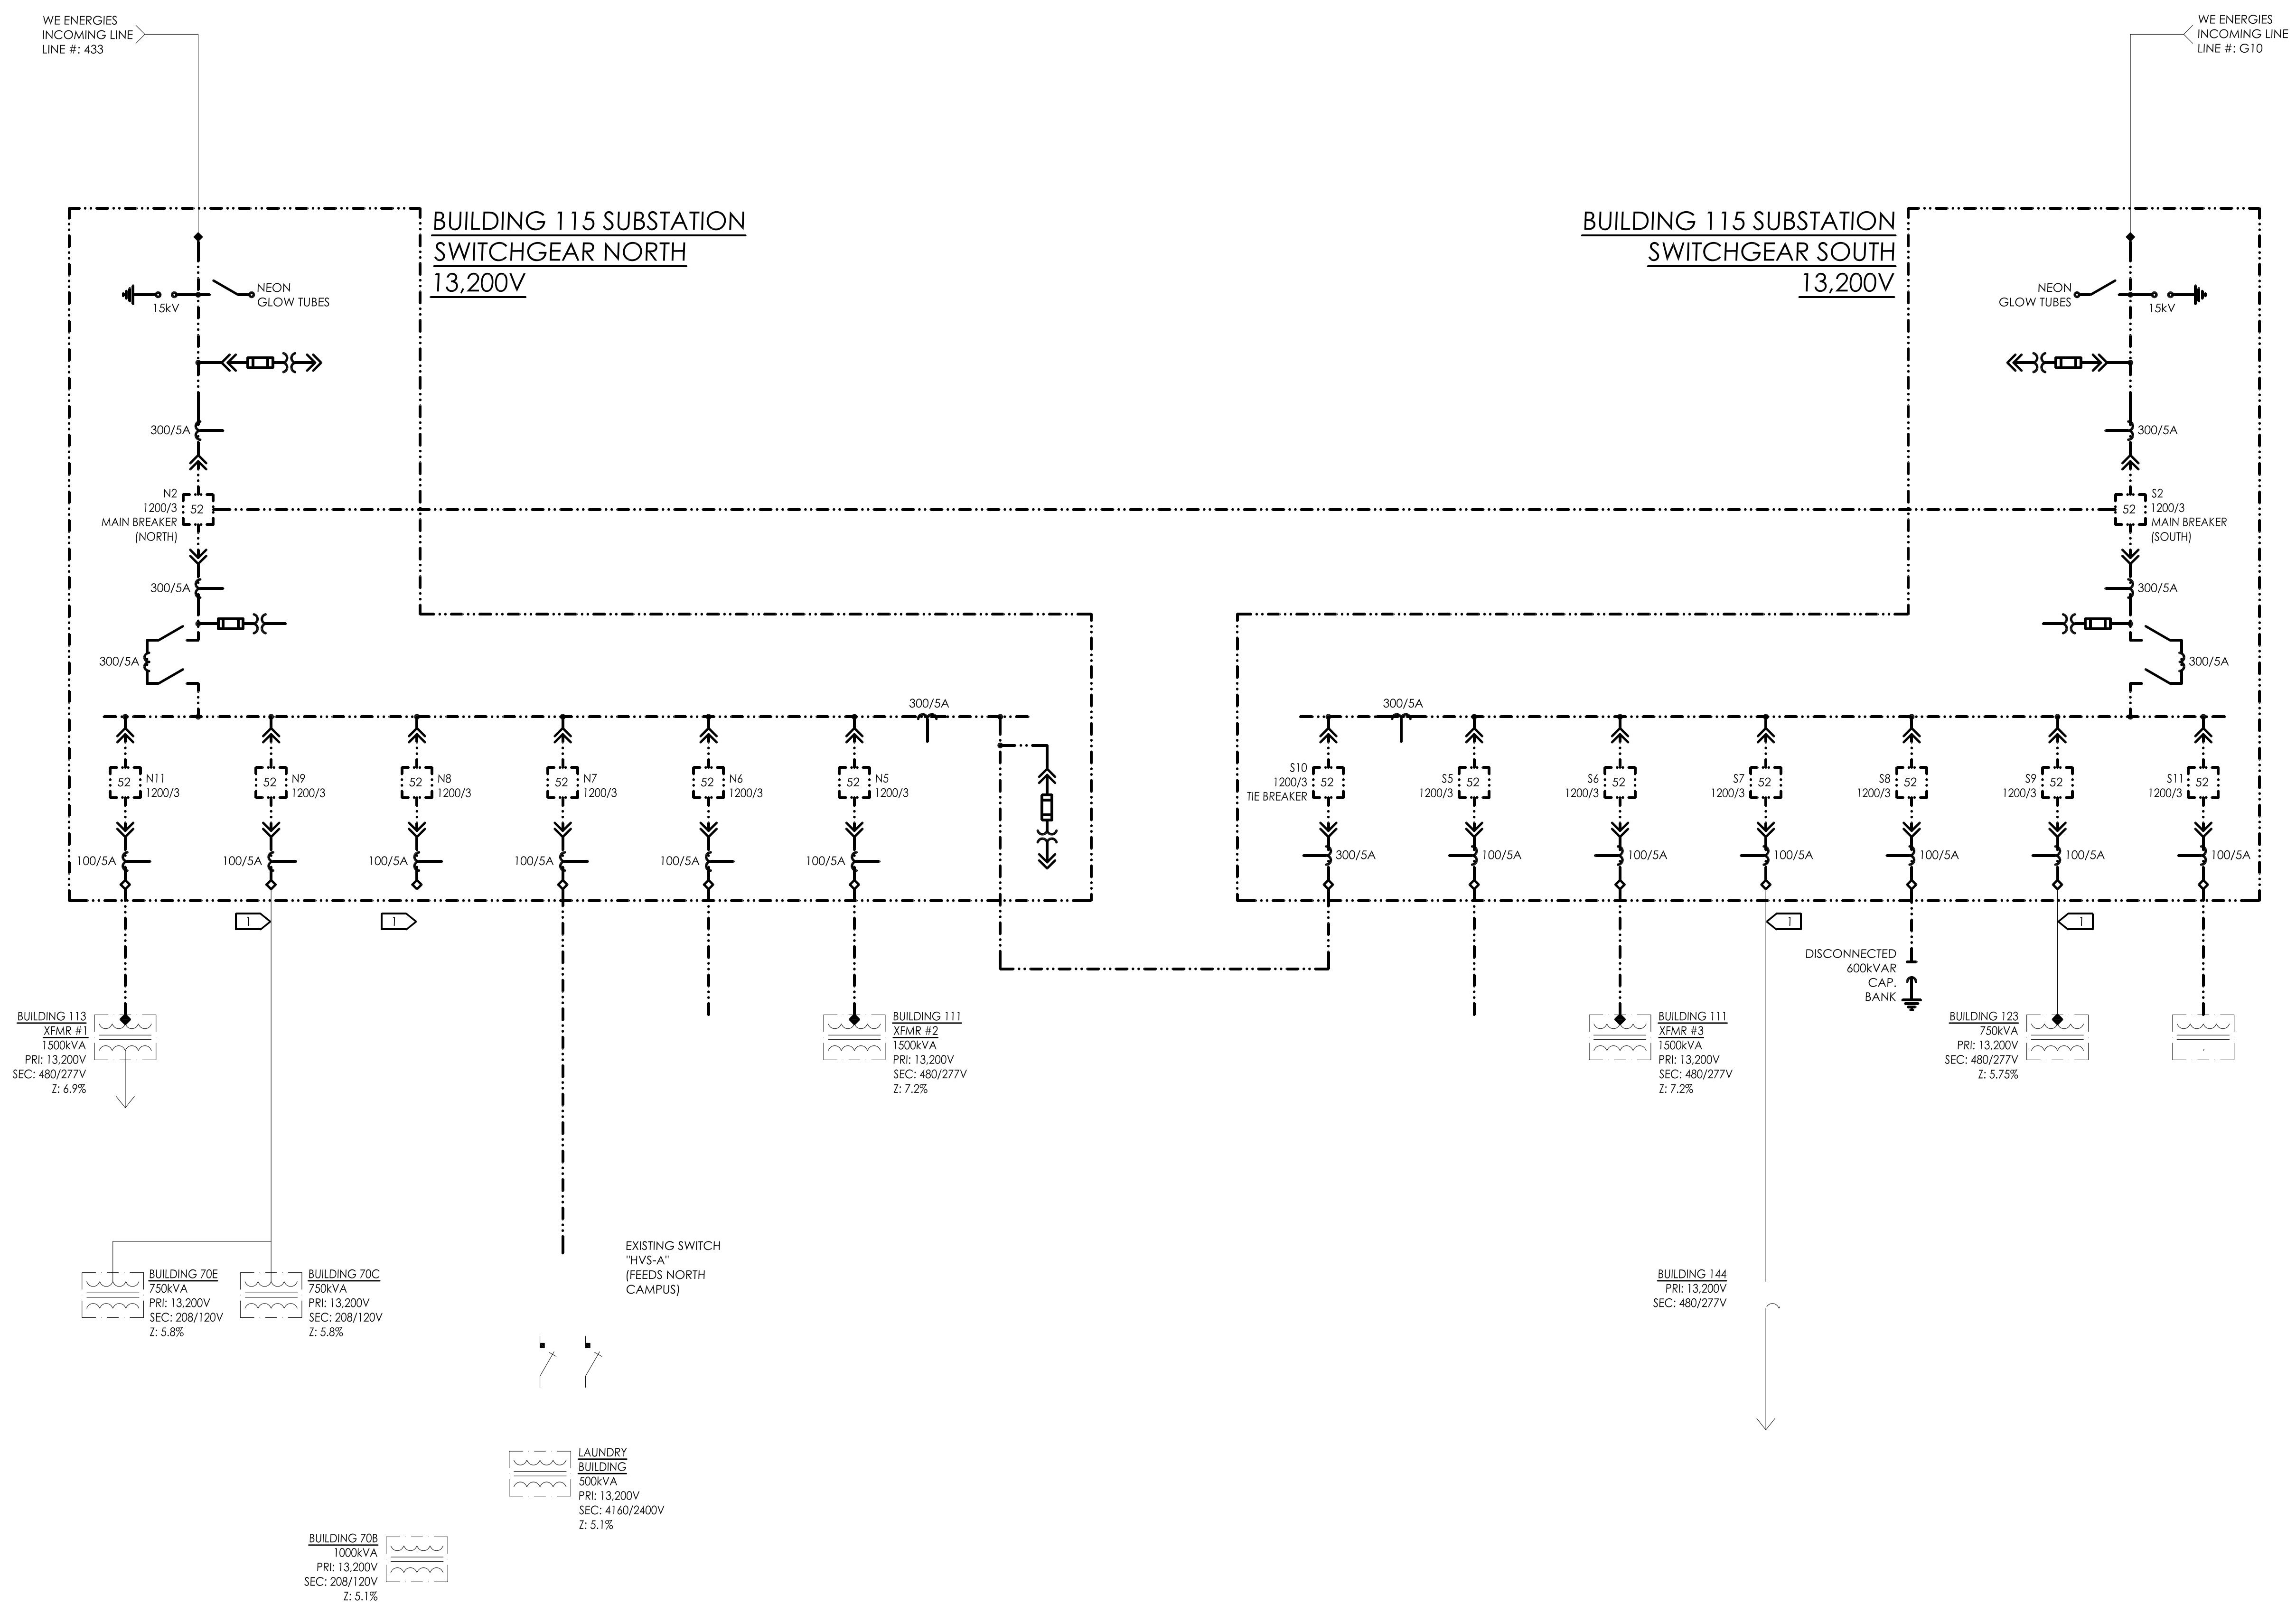 WE ENERGIES
INCOMING LINE
LINE #: 433
WE ENERGIES
INCOMING LINE
LINE #: G10
BUILDING 115 SUBSTATION
SWITCHGEAR NORTH
13,200V
BUILDING 115 SUBSTATION
SWITCHGEAR SOUTH
13,200V
NEON
GLOW TUBES
15kV
NEON
GLOW TUBES
15kV
300/5A
300/5A
N2
1200/3
MAIN BREAKER
(NORTH)
52
52
S2
1200/3
MAIN BREAKER
(SOUTH)
300/5A
300/5A
300/5A
300/5A
300/5A
300/5A
52
N11
1200/3
52
N9
1200/3
52
N8
1200/3
52
N7
1200/3
52
N6
1200/3
52
N5
1200/3
S10
1200/3
TIE BREAKER
52
S5
1200/3
52
S6
1200/3
52
S7
1200/3
52
S8
1200/3
52
S9
1200/3
52
S11
1200/3
52
100/5A
100/5A
100/5A
100/5A
100/5A
100/5A
300/5A
100/5A
100/5A
100/5A
100/5A
100/5A
100/5A
1
1
1
1
DISCONNECTED
600kVAR
CAP.
BANK
BUILDING 113
XFMR #1
1500kVA
PRI: 13,200V
SEC: 480/277V
Z: 6.9%
BUILDING 111
XFMR #2
1500kVA
PRI: 13,200V
SEC: 480/277V
Z: 7.2%
BUILDING 111
XFMR #3
1500kVA
PRI: 13,200V
SEC: 480/277V
Z: 7.2%
BUILDING 123
750kVA
PRI: 13,200V
SEC: 480/277V
Z: 5.75%
BUILDING 70E
750kVA
PRI: 13,200V
SEC: 208/120V
Z: 5.8%
BUILDING 70C
750kVA
PRI: 13,200V
SEC: 208/120V
Z: 5.8%
EXISTING SWITCH
"HVS-A"
(FEEDS NORTH
CAMPUS)
BUILDING 144
PRI: 13,200V
SEC: 480/277V
LAUNDRY
BUILDING
500kVA
PRI: 13,200V
SEC: 4160/2400V
Z: 5.1%
BUILDING 70B
1000kVA
PRI: 13,200V
SEC: 208/120V
Z: 5.1%